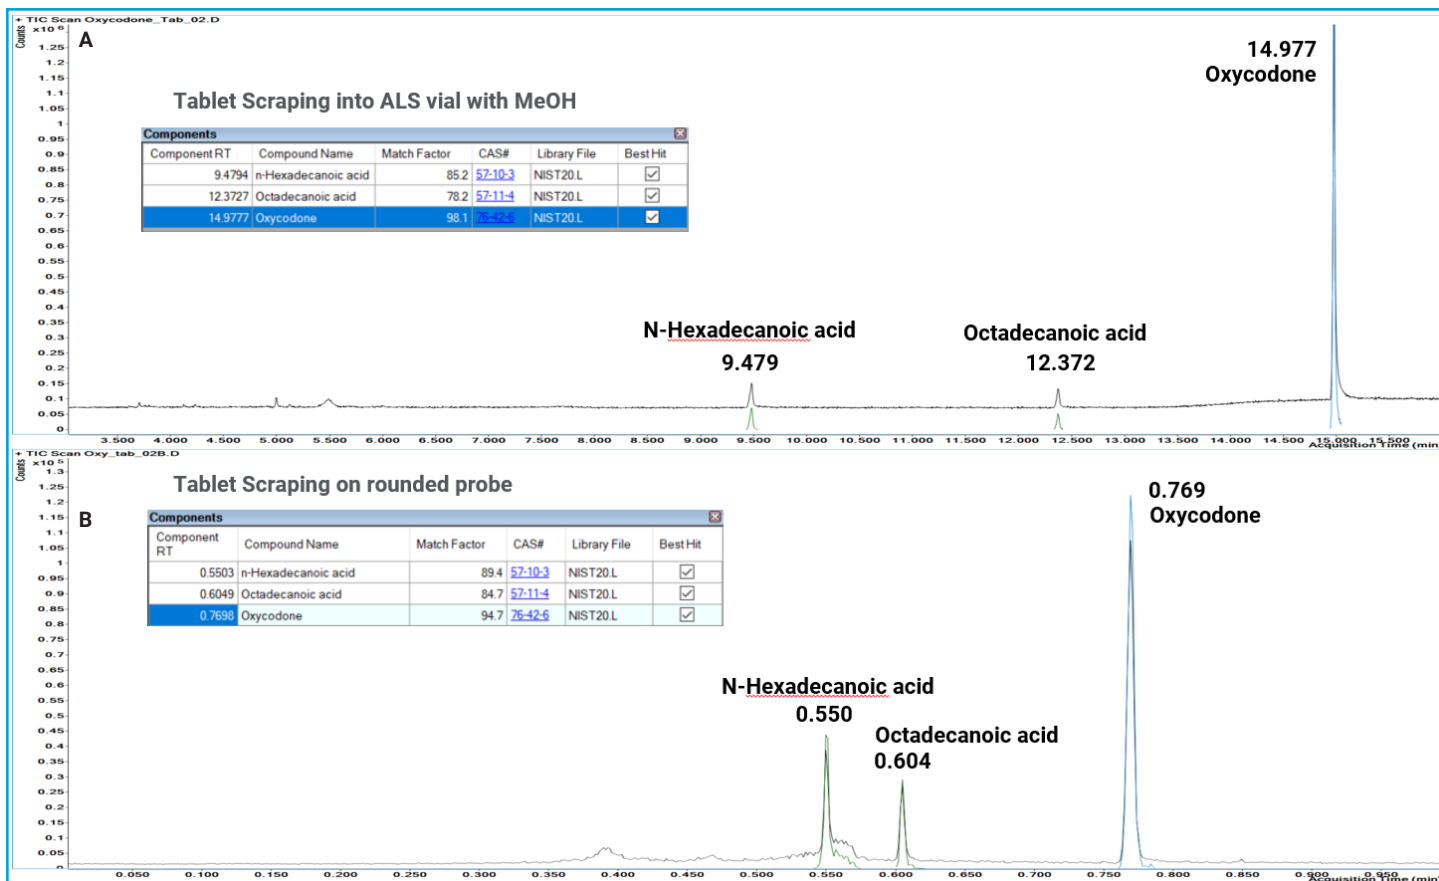 + TIC Scan Oxycodone_Tab_02.D
Counts
x10 6
A
14.977
Oxycodone
Tablet Scraping into ALS vial with MeOH
Components
Component RT Compound Name Match Factor CAS# Library File Best Hit
9.4794 n-Hexadecanoic acid 85.2 57-10-3 NIST20.L
12.3727 Octadecanoic acid 78.2 57-11-4 NIST20.L
14.9777 Oxycodone 98.1 76-42-6 NIST20.L
1.25
1.2
1.15
1.1
1.05
1
0.95
0.9
0.85
0.8
0.75
0.7
0.65
0.6
0.55
0.5
0.45
0.4
0.35
0.3
0.25
0.2
0.15
0.1
0.05
0
N-Hexadecanoic acid
9.479
Octadecanoic acid
12.372
3.500 4.000 4.500 5.000 5.500 6.000 6.500 7.000 7.500 8.000 8.500 9.000 9.500 10.000 10.500 11.000 11.500 12.000 12.500 13.000 13.500 14.000 14.500 15.000 15.500
Acquisition Time (min
+ TIC Scan Oxy_tab_02B.D
Counts
x10 5
B
Tablet Scraping on rounded probe
0.769
Oxycodone
Components
Component RT Compound Name Match Factor CAS# Library File Best Hit
0.5503 n-Hexadecanoic acid 89.4 57-10-3 NIST20.L
0.6049 Octadecanoic acid 84.7 57-11-4 NIST20.L
0.7698 Oxycodone 94.7 76-42-6 NIST20.L
1.3
1.25
1.2
1.15
1.1
1.05
1
0.95
0.9
0.85
0.8
0.75
0.7
0.65
0.6
0.55
0.5
0.45
0.4
0.35
0.3
0.25
0.2
0.15
0.1
0.05
0
N-Hexadecanoic acid
0.550
Octadecanoic acid
0.604
0.050 0.100 0.150 0.200 0.250 0.300 0.350 0.400 0.450 0.500 0.550 0.600 0.650 0.700 0.750 0.800 0.850 0.900 0.950
Acquisition Time (min